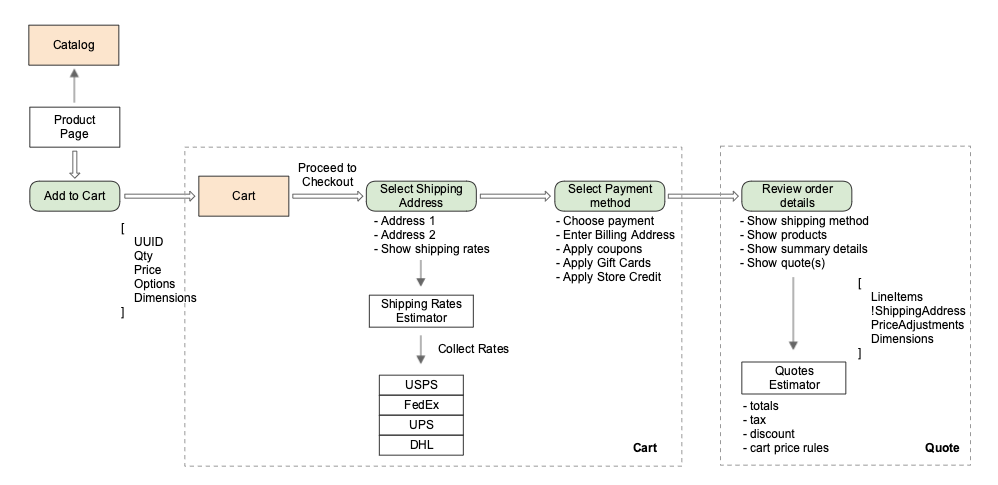 Catalog
Product
Page
Add to Cart
[
UUID
Qty
Price
Options
Dimensions
]
Cart
Proceed to
Checkout
Select Shipping
Address
- Address 1
- Address 2
- Show shipping rates
Shipping Rates
Estimator
Collect Rates
USPS
FedEx
UPS
DHL
Select Payment
method
- Choose payment
- Enter Billing Address
- Apply coupons
- Apply Gift Cards
- Apply Store Credit
Cart
Review order
details
- Show shipping method
- Show products
- Show summary details
- Show quote(s)
[
LineItems
!ShippingAddress
PriceAdjustments
Dimensions
]
Quotes
Estimator
- totals
- tax
- discount
- cart price rules
Quote